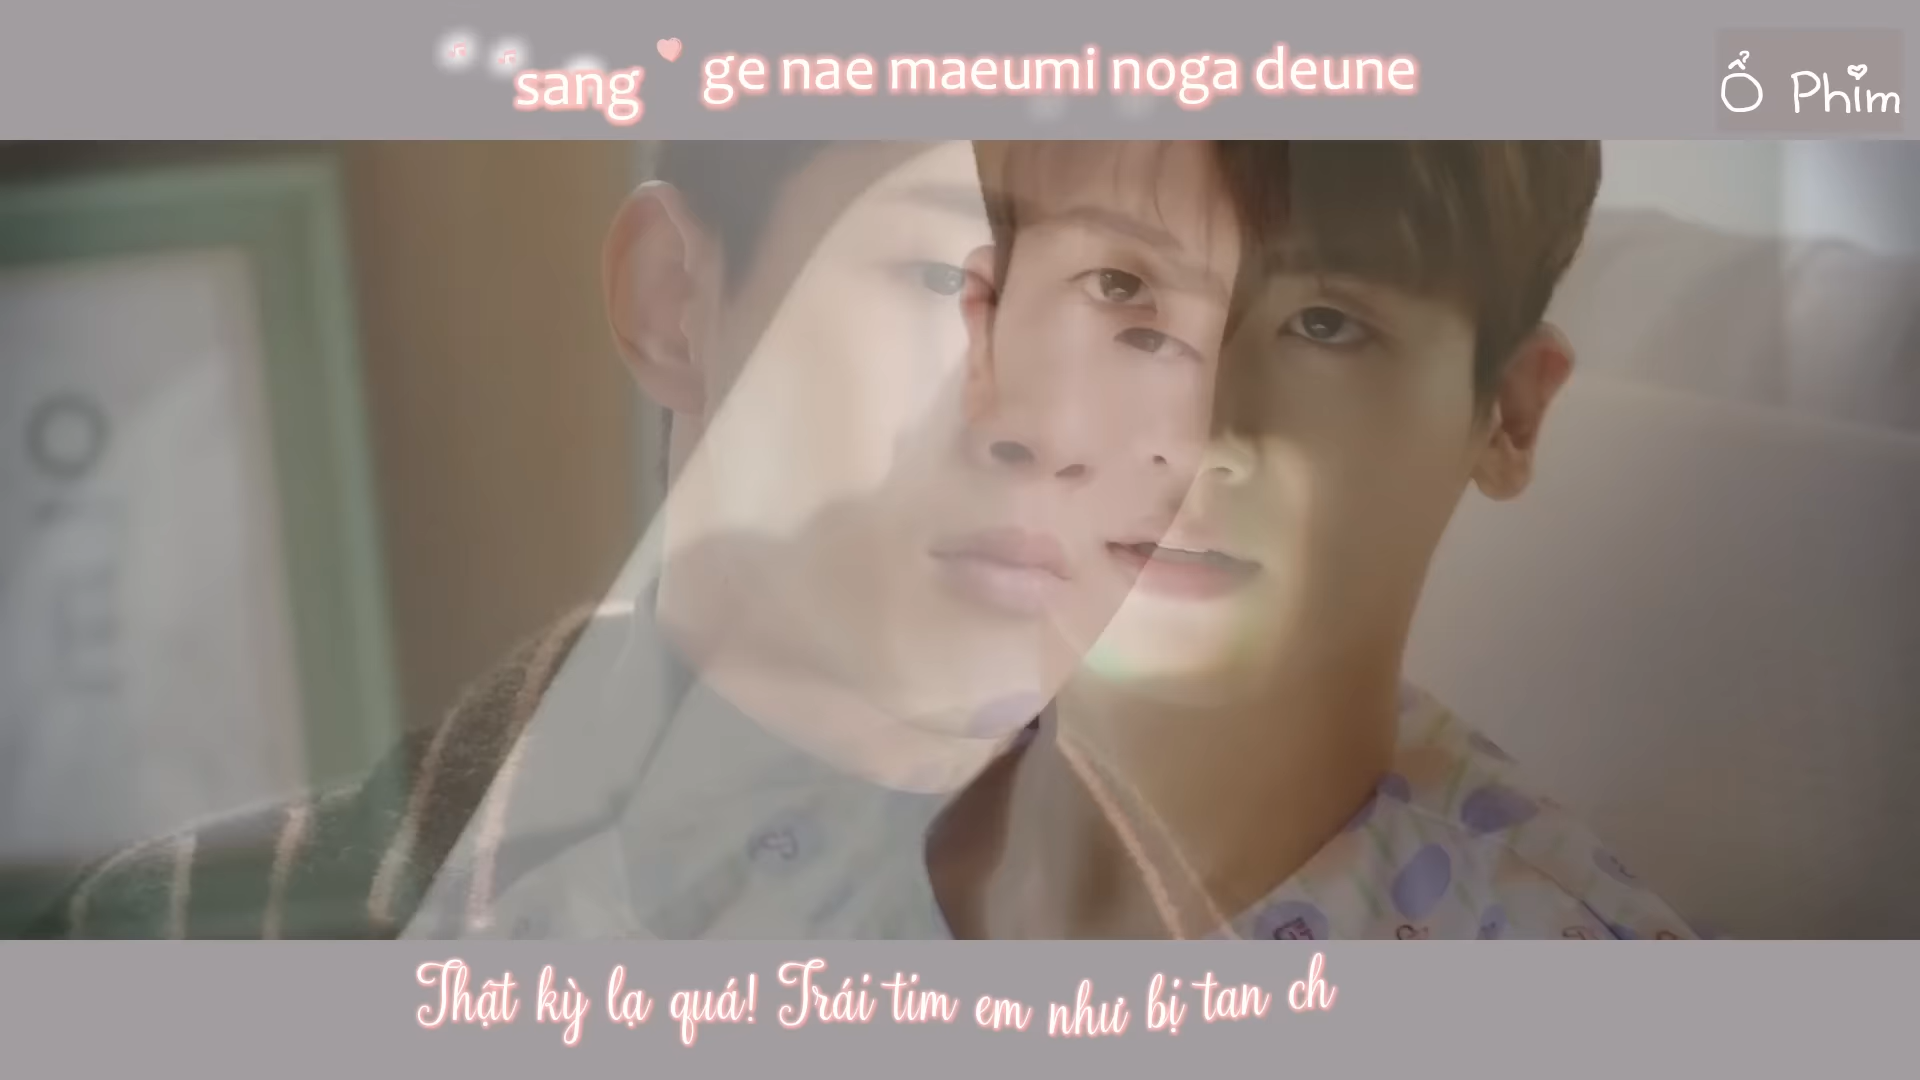 sang ge nae maeumi noga deune
Ổ Phim
Thật kỳ lạ quá! Trái tim em như bị tan ch